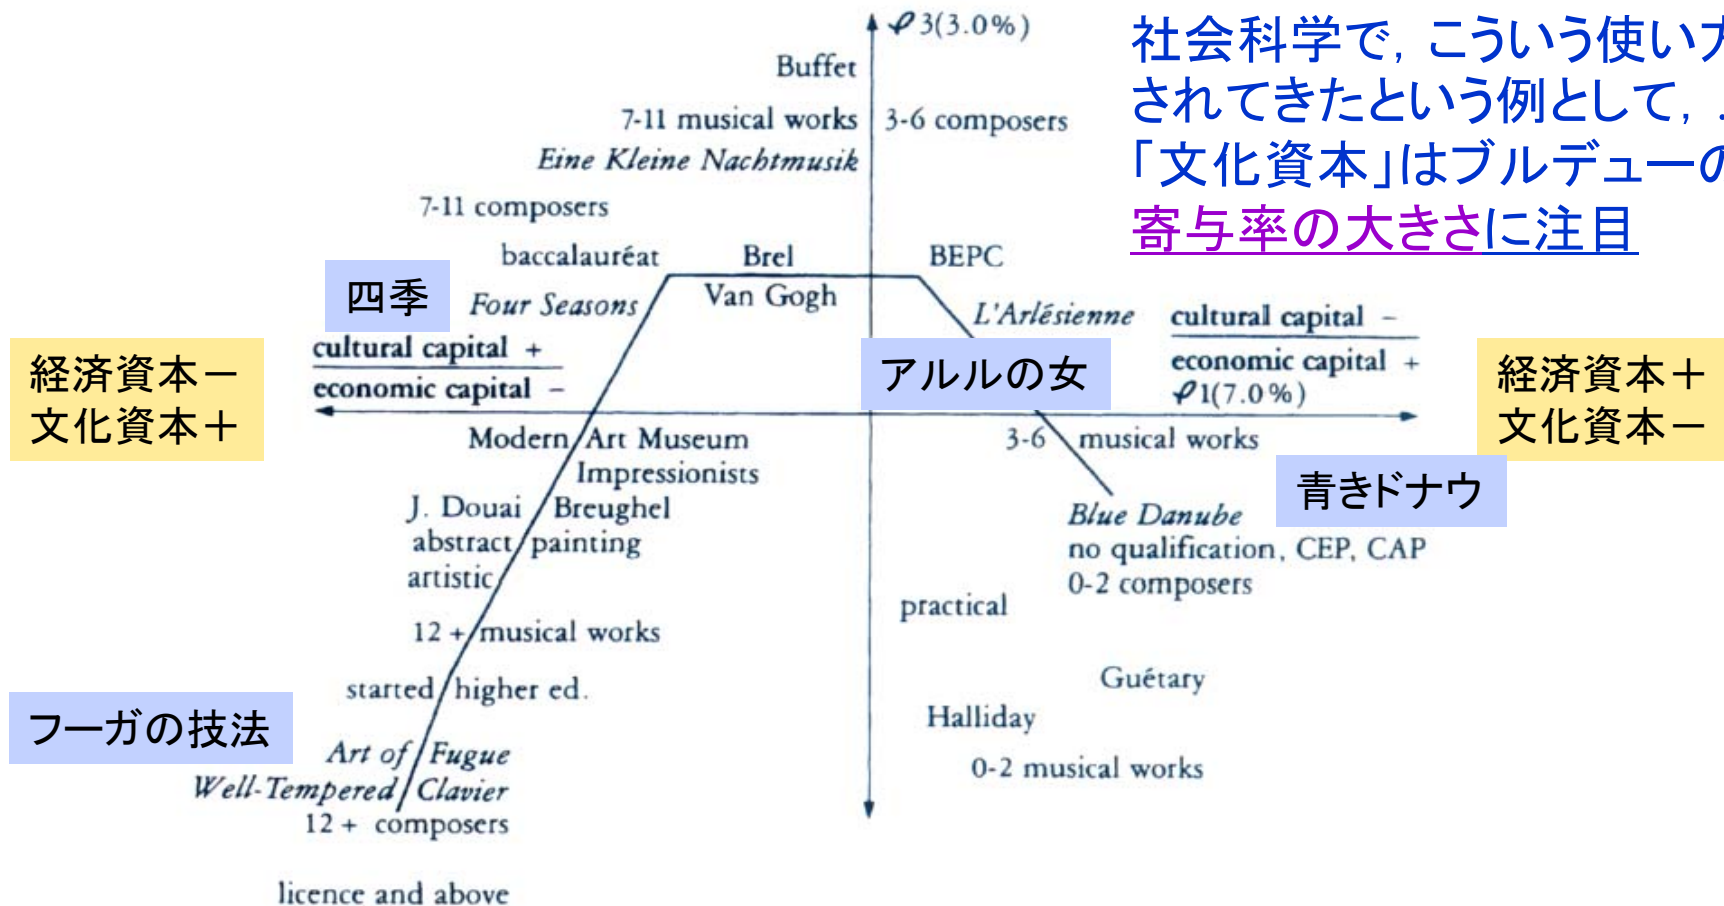 𝜑3(3.0%)
社会科学で，こういう使い方
されてきたという例として，
「文化資本」はブルデューの
寄与率の大きさに注目
Buffet
7-11 musical works
3-6 composers
Eine Kleine Nachtmusik
7-11 composers
baccalauréat
Brel
BEPC
四季
Four Seasons
Van Gogh
L'Arlésienne
cultural capital +
economic capital –
アルルの女
cultural capital –
economic capital +
𝜑1(7.0%)
経済資本－
文化資本＋
経済資本＋
文化資本－
Modern Art Museum
Impressionists
3-6 musical works
J. Douai Breughel
abstract painting
artistic
青きドナウ
Blue Danube
no qualification, CEP, CAP
0-2 composers
practical
12 + musical works
started higher ed.
Guétary
Halliday
0-2 musical works
フーガの技法
Art of Fugue
Well-Tempered Clavier
12 + composers
licence and above